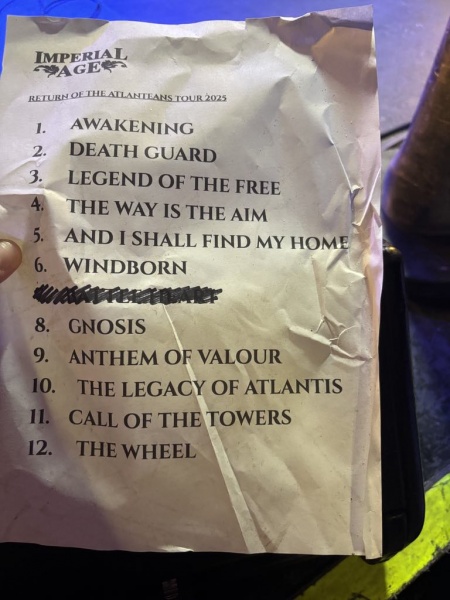 IMPERIAL
AGE
RETURN OF THE ATLANTEANS TOUR 2025
1. AWAKENING
2. DEATH GUARD
3. LEGEND OF THE FREE
4. THE WAY IS THE AIM
5. AND I SHALL FIND MY HOME
6. WINDBORN
8. GNOSIS
9. ANTHEM OF VALOUR
10. THE LEGACY OF ATLANTIS
11. CALL OF THE TOWERS
12. THE WHEEL